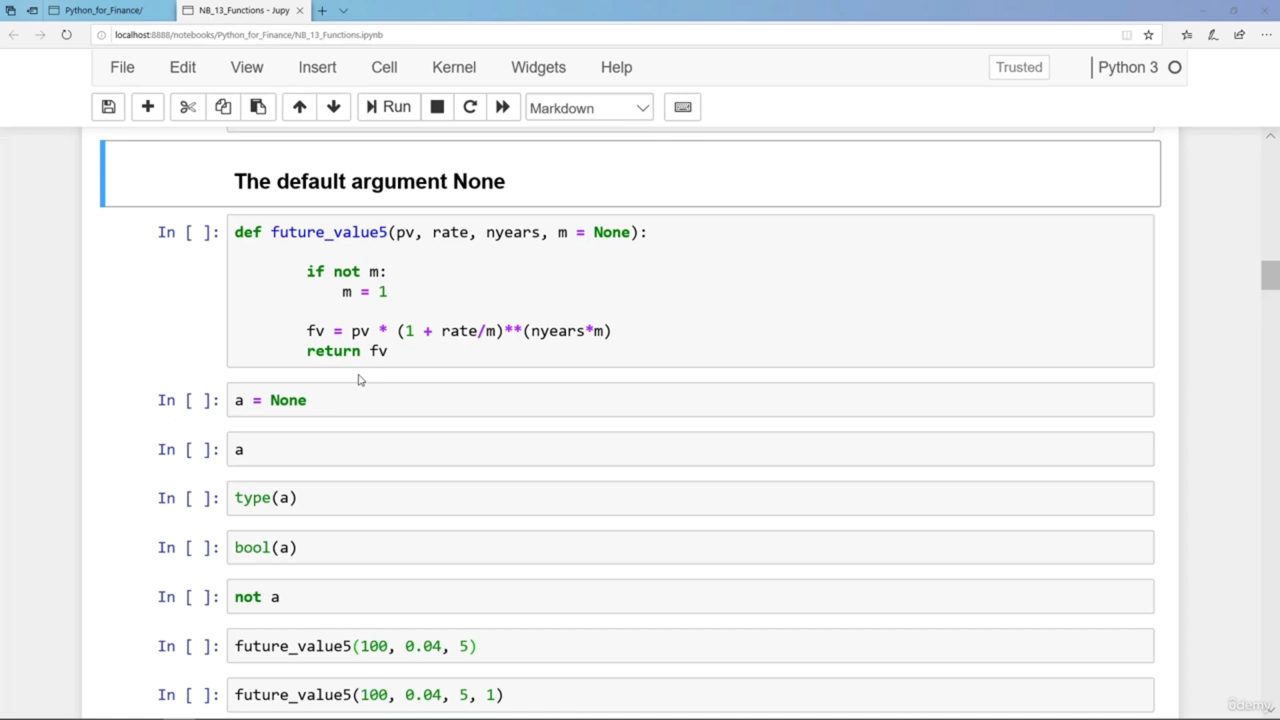 Python_for_Finance/
NB_13_Functions - Jupy
localhost:8888/notebooks/Python_for_Finance/NB_13_Functions.ipynb
File Edit View Insert Cell Kernel Widgets Help Trusted Python 3
Run Markdown
The default argument None
In [ ]: def future_value5(pv, rate, nyears, m = None):
if not m:
m = 1
fv = pv * (1 + rate/m)**(nyears*m)
return fv
In [ ]: a = None
In [ ]: a
In [ ]: type(a)
In [ ]: bool(a)
In [ ]: not a
In [ ]: future_value5(100, 0.04, 5)
In [ ]: future_value5(100, 0.04, 5, 1)
ûdemy